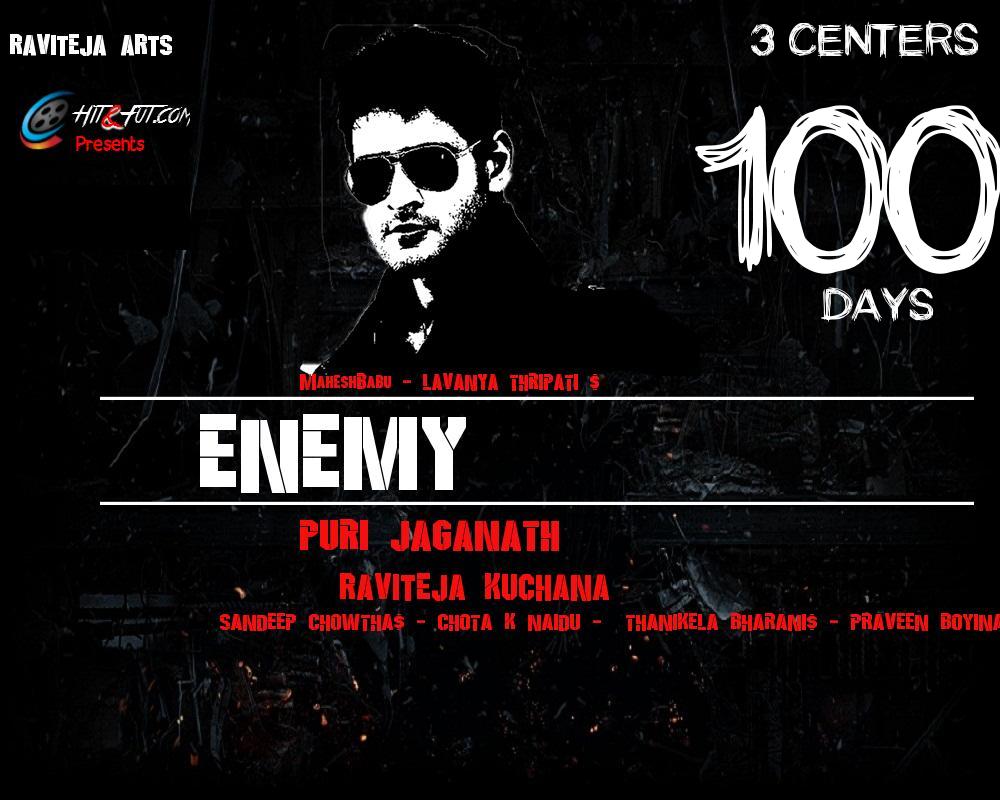 RAVITEJA ARTS
HIT&FUT.COM
Presents
3 CENTERS
100
DAYS
MAHESHBABU - LAVANYA THRIPATI $
ENEMY
PURI JAGANATH
RAVITEJA KUCHANA
SANDEEP CHOWTHA$ - CHOTA K NAIDU - THANIKELA BHARAMI$ - PRAVEEN BOYINA